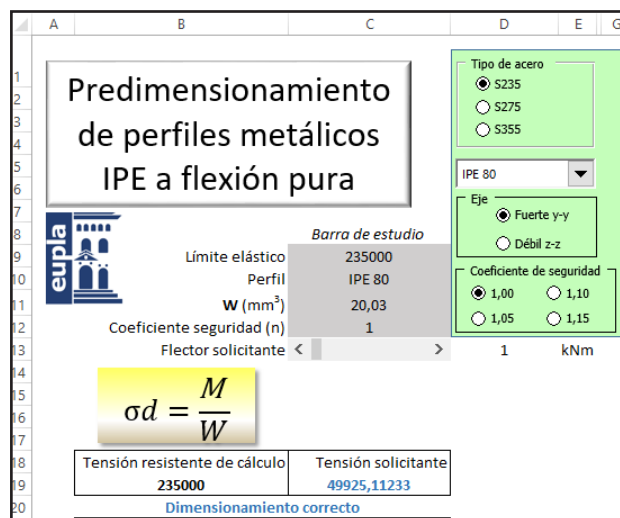 A B C D E G
1
2
3
4
5
6
7
8
9
10
11
12
13
14
15
16
17
18
19
20
Predimensionamiento
de perfiles metálicos
IPE a flexión pura
Tipo de acero
S235
S275
S355
IPE 80
Eje
Fuerte y-y
Débil z-z
Coeficiente de seguridad
1,00 1,10
1,05 1,15
eupla
Barra de estudio
Límite elástico 235000
Perfil IPE 80
W (mm³) 20,03
Coeficiente seguridad (n) 1
Flector solicitante < > 1 kNm
σd = M/W
Tensión resistente de cálculo Tensión solicitante
235000 49925,11233
Dimensionamiento correcto